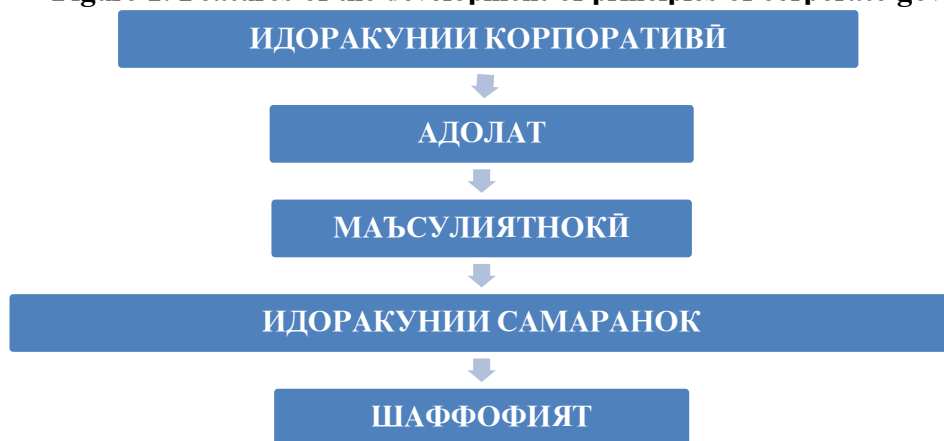 ИДОРАКУНИИ КОРПОРАТИВӢ
АДОЛАТ
МАЪСУЛИЯТНОКӢ
ИДОРАКУНИИ САМАРАНОК
ШАФФОФИЯТ